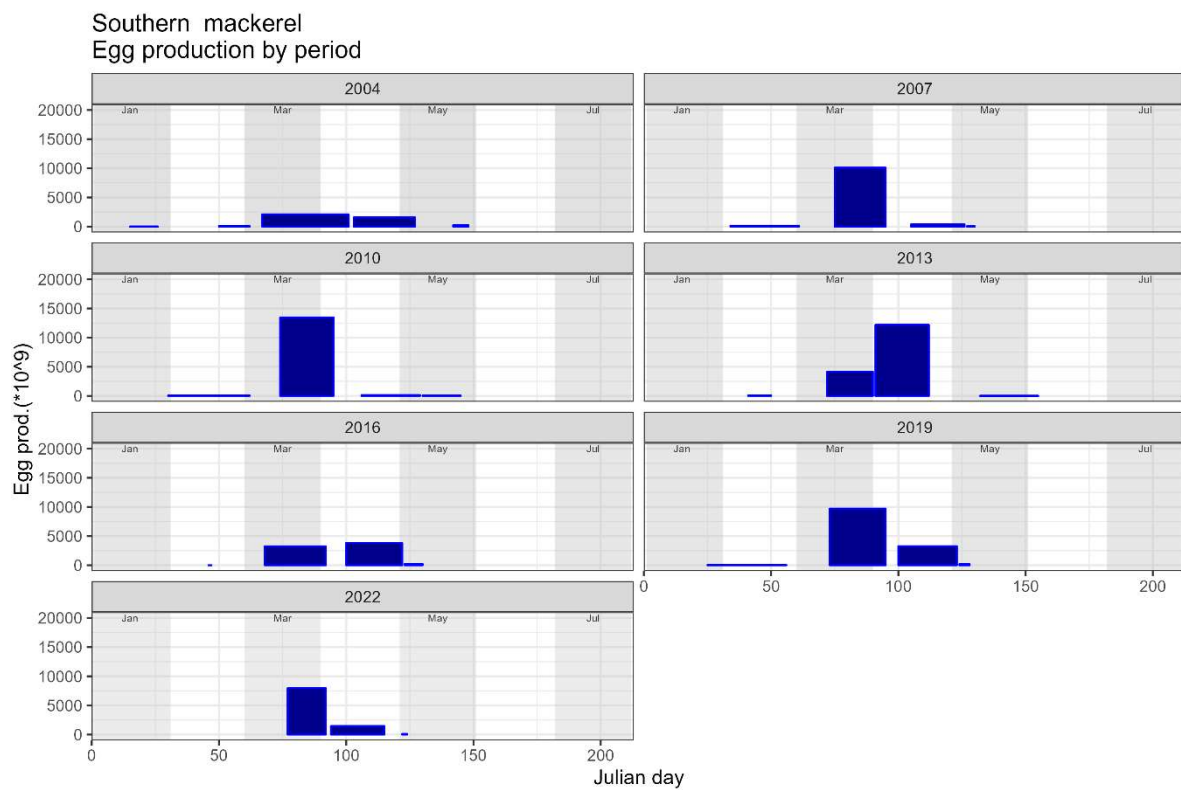 Southern  mackerel
Egg production by period
2004
2007
20000
15000
10000
5000
0
Jan
Mar
May
Jul
Jan
Mar
May
Jul
2010
2013
20000
15000
10000
5000
0
Jan
Mar
May
Jul
Jan
Mar
May
Jul
Egg prod.(*10^9)
2016
2019
20000
15000
10000
5000
0
Jan
Mar
May
Jul
Jan
Mar
May
Jul
0
50
100
150
200
2022
20000
15000
10000
5000
0
Jan
Mar
May
Jul
0
50
100
150
200
Julian day